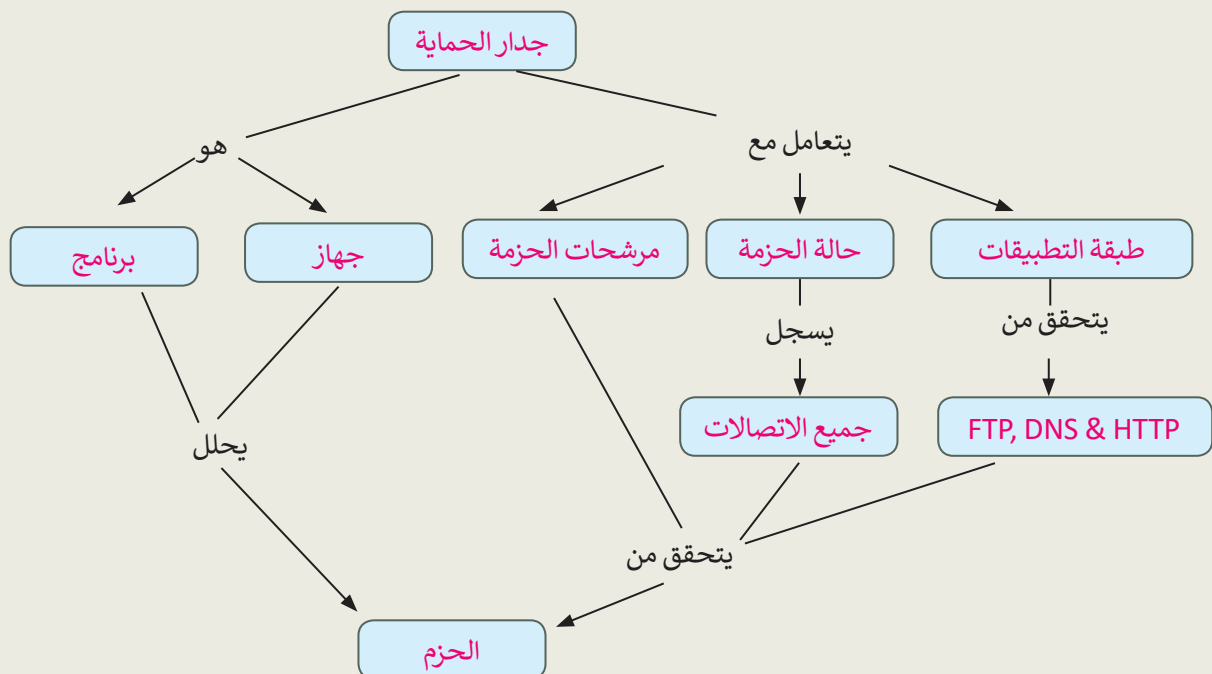 جدار الحماية
يتعامل مع
هو
طبقة التطبيقات
حالة الحزمة
مرشحات الحزمة
جهاز
برنامج
يتحقق من
يسجل
FTP, DNS & HTTP
جميع الاتصالات
يحلل
يتحقق من
الحزم